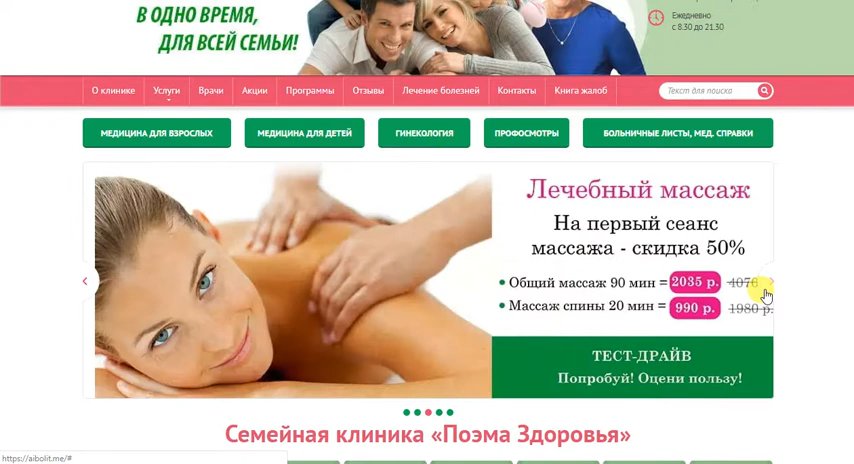 В ОДНО ВРЕМЯ,
ДЛЯ ВСЕЙ СЕМЬИ!
Ежедневно
с 8.30 до 21.30
О клинике Услуги Врачи Акции Программы Отзывы Лечение болезней Контакты Книга жалоб Текст для поиска
МЕДИЦИНА ДЛЯ ВЗРОСЛЫХ МЕДИЦИНА ДЛЯ ДЕТЕЙ ГИНЕКОЛОГИЯ ПРОФОСМОТРЫ БОЛЬНИЧНЫЕ ЛИСТЫ, МЕД. СПРАВКИ
Лечебный массаж
На первый сеанс
массажа - скидка 50%
• Общий массаж 90 мин = 2035 р. 4070
• Массаж спины 20 мин = 990 р. 1980 р.
ТЕСТ-ДРАЙВ
Попробуй! Оцени пользу!
Семейная клиника «Поэма Здоровья»
https://aibolit.me/#